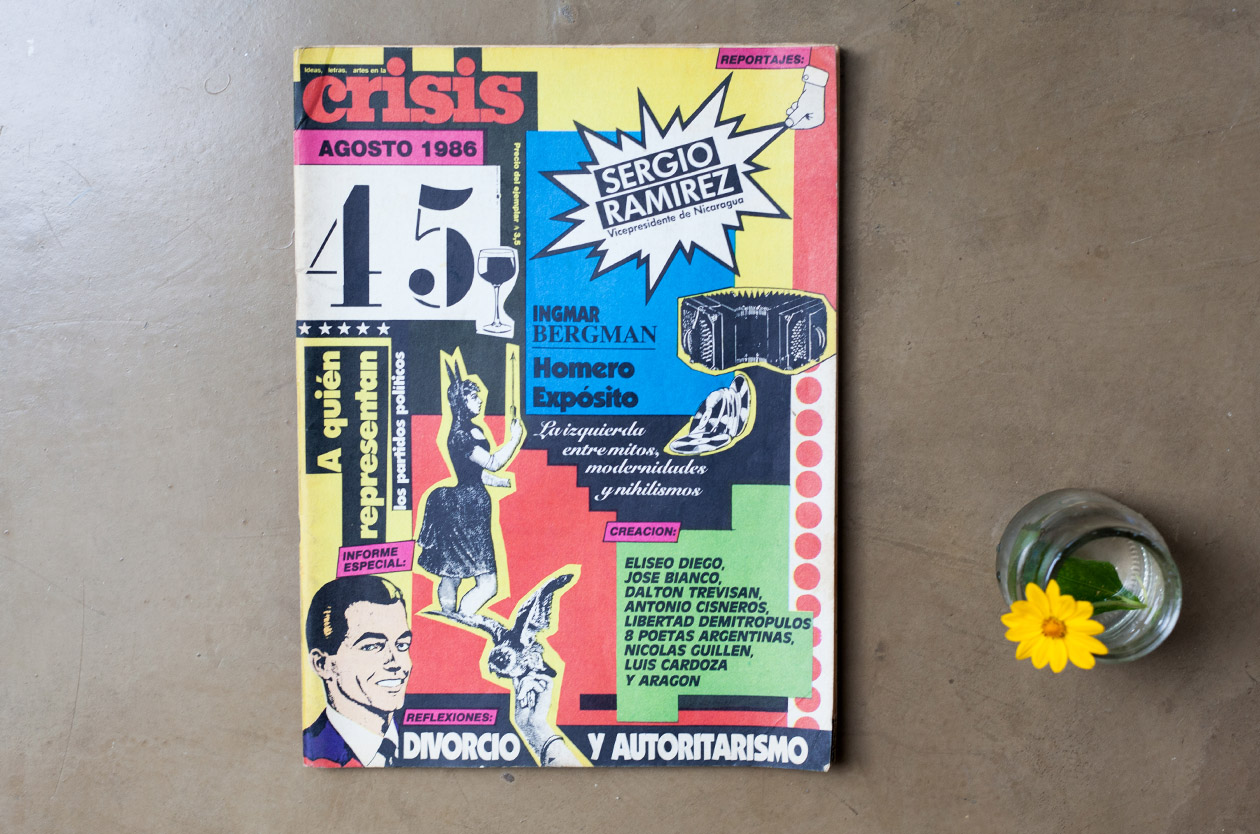 ideas, letras, artes en la
crisis
AGOSTO 1986
45
Precio del ejemplar A 3,5
REPORTAJES:
SERGIO
RAMIREZ
Vicepresidente de Nicaragua
INGMAR
BERGMAN
Homero
Expósito
La izquierda
entre mitos,
modernidades
y nihilismos
A quién
representan
los partidos políticos
INFORME
ESPECIAL:
CREACION:
ELISEO DIEGO,
JOSE BIANCO,
DALTON TREVISAN,
ANTONIO CISNEROS,
LIBERTAD DEMITROPULOS
8 POETAS ARGENTINAS,
NICOLAS GUILLEN,
LUIS CARDOZA
Y ARAGON
REFLEXIONES:
DIVORCIO Y AUTORITARISMO